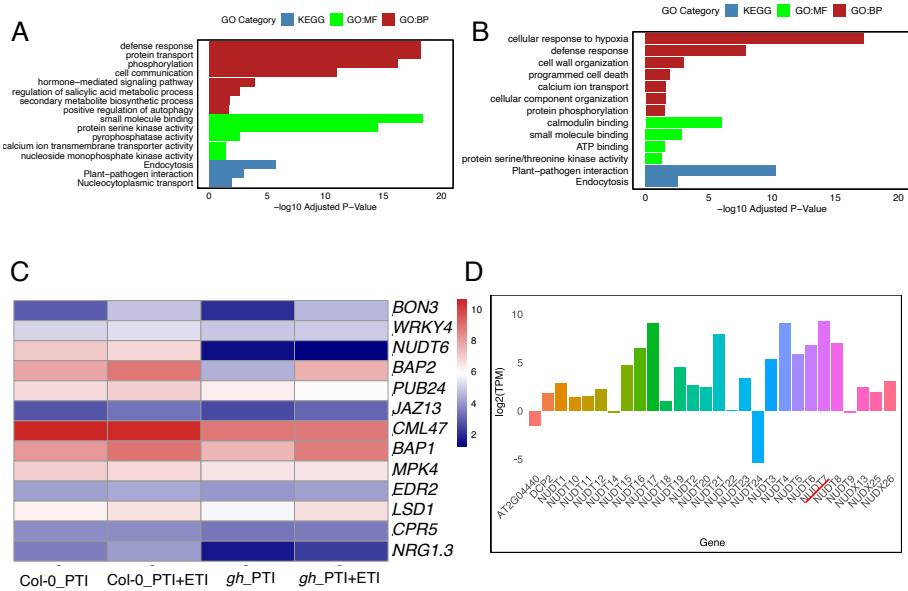 A
GO Category KEGG GO:MF GO:BP
defense response
protein transport
phosphorylation
cell communication
hormone-mediated signaling pathway
regulation of salicylic acid metabolic process
secondary metabolite biosynthetic process
positive regulation of autophagy
small molecule binding
protein serine kinase activity
pyrophosphatase activity
calcium ion transmembrane transporter activity
nucleoside monophosphate kinase activity
Endocytosis
Plant-pathogen interaction
Nucleocytoplasmic transport
0 5 10 15 20
-log10 Adjusted P-Value
B
GO Category KEGG GO:MF GO:BP
cellular response to hypoxia
defense response
cell wall organization
programmed cell death
calcium ion transport
cellular component organization
protein phosphorylation
calmodulin binding
small molecule binding
ATP binding
protein serine/threonine kinase activity
Plant-pathogen interaction
Endocytosis
0 5 10 15 20
-log10 Adjusted P-Value
C
BON3
WRKY4
NUDT6
BAP2
PUB24
JAZ13
CML47
BAP1
MPK4
EDR2
LSD1
CPR5
NRG1.3
10
8
6
4
2
Col-0_PTI Col-0_PTI+ETI gh_PTI gh_PTI+ETI
D
log2(TPM)
10
5
0
-5
AT2G04440
DCP2
NUDT1
NUDT10
NUDT11
NUDT12
NUDT14
NUDT15
NUDT16
NUDT17
NUDT18
NUDT19
NUDT2
NUDT20
NUDT21
NUDT22
NUDT23
NUDT24
NUDT3
NUDT4
NUDT5
NUDT6
NUDT7
NUDT8
NUDT9
NUDX13
NUDX25
NUDX26
Gene